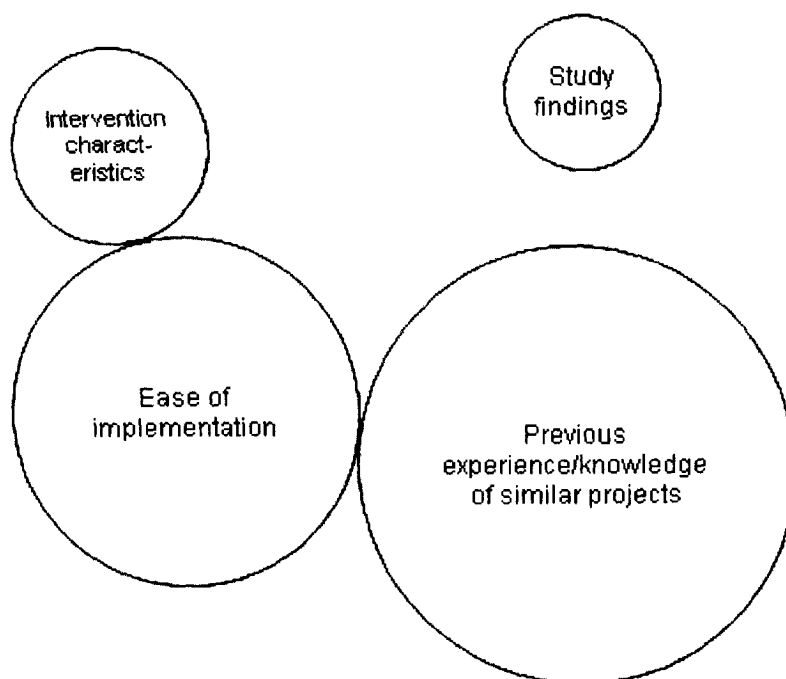 Intervention
charact-
eristics
Study
findings
Ease of
implementation
Previous
experience/knowledge
of similar projects